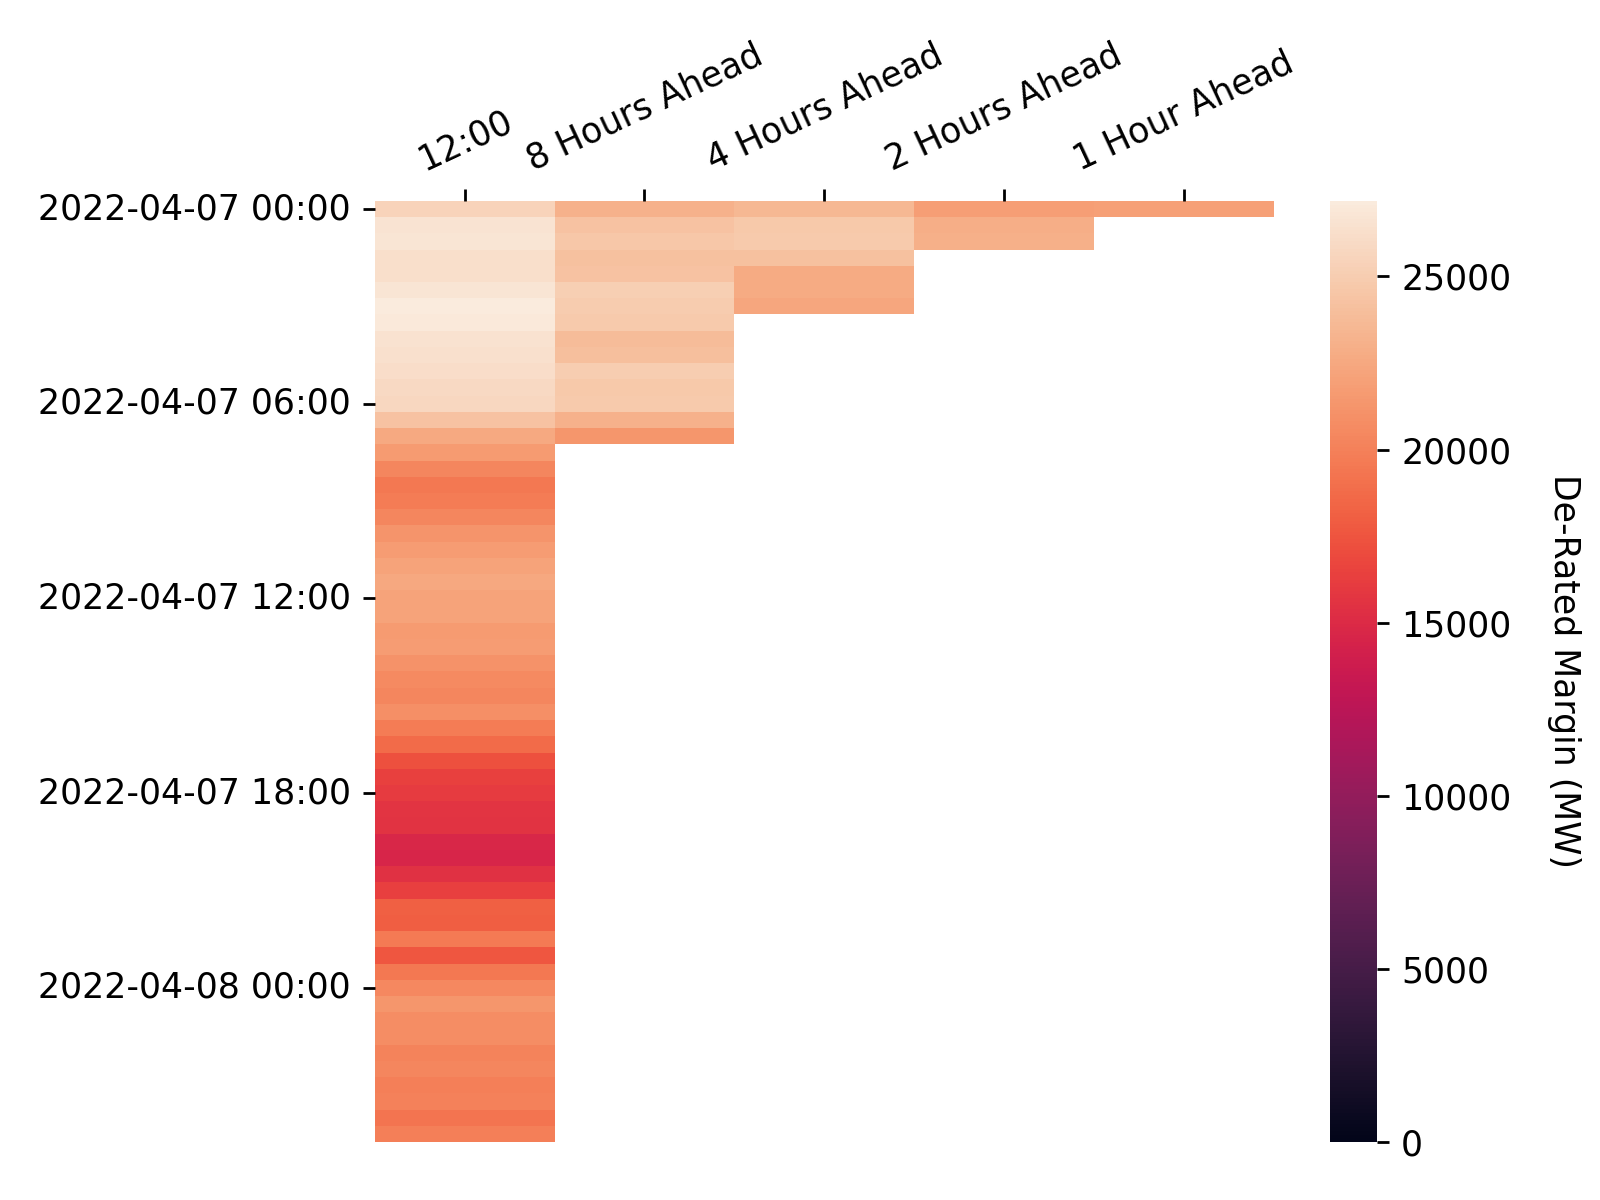 12:00
8 Hours Ahead
4 Hours Ahead
2 Hours Ahead
1 Hour Ahead
2022-04-07 00:00
2022-04-07 06:00
2022-04-07 12:00
2022-04-07 18:00
2022-04-08 00:00
25000
20000
15000
10000
5000
0
De-Rated Margin (MW)